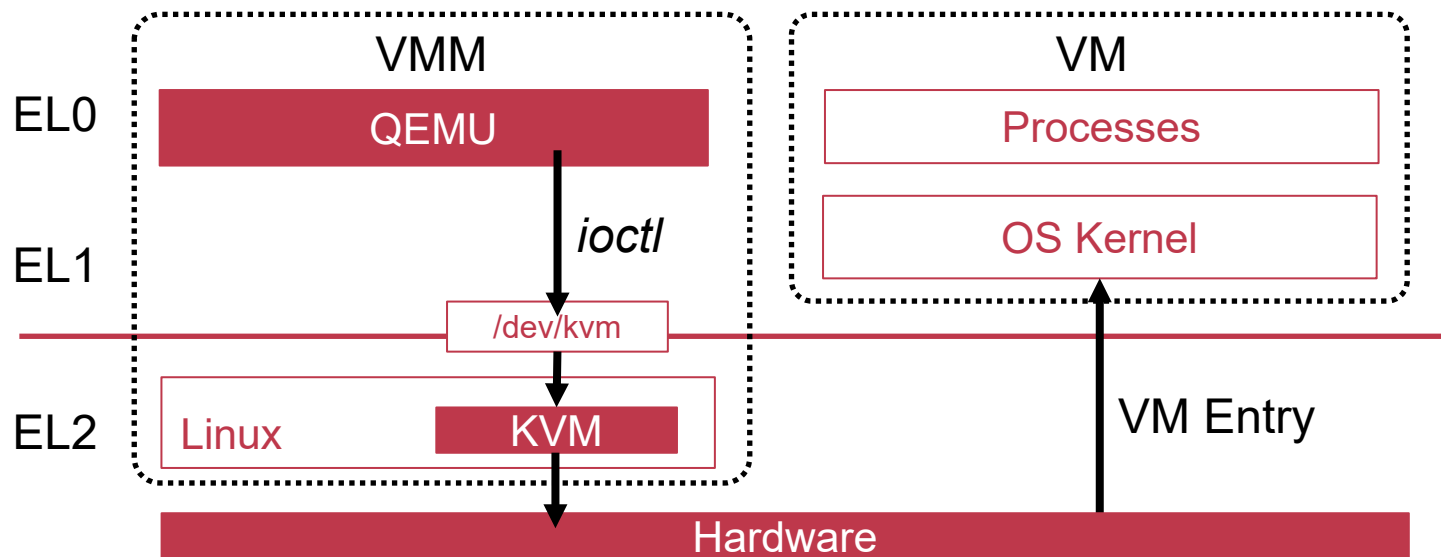 VMM
VM
EL0
QEMU
Processes
ioctl
OS Kernel
EL1
/dev/kvm
EL2
Linux
KVM
VM Entry
Hardware